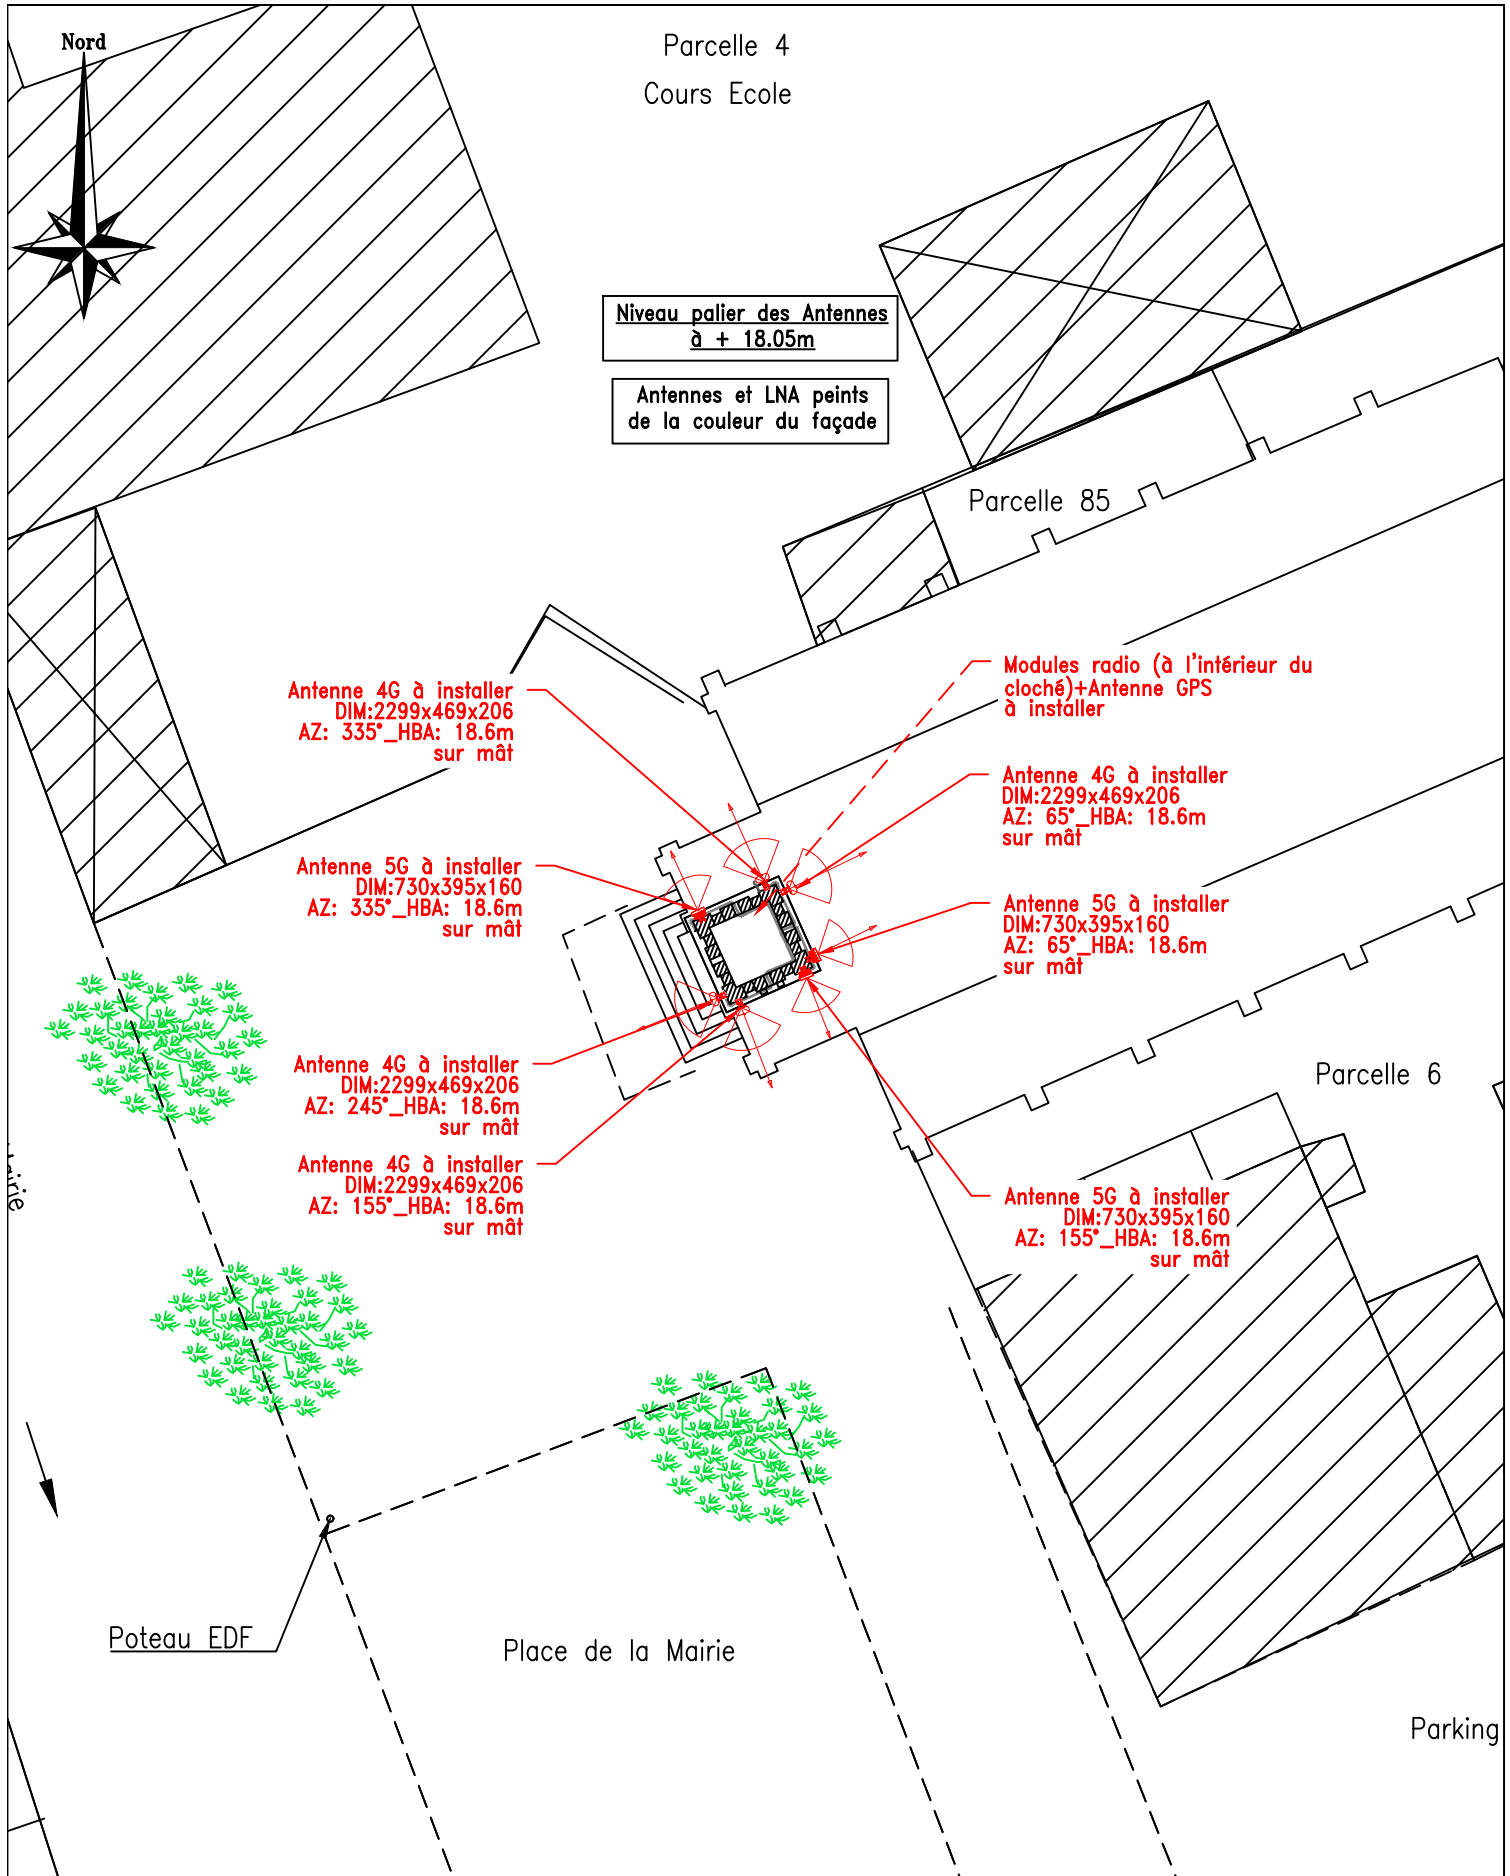 Nord
Parcelle 4
Cours Ecole
Niveau palier des Antennes
à + 18.05m
Antennes et LNA peints
de la couleur du façade
Parcelle 85
Modules radio (à l'intérieur du
cloché)+Antenne GPS
à installer
Antenne 4G à installer
DIM:2299x469x206
AZ: 335°_HBA: 18.6m
sur mât
Antenne 4G à installer
DIM:2299x469x206
AZ: 65°_HBA: 18.6m
sur mât
Antenne 5G à installer
DIM:730x395x160
AZ: 335°_HBA: 18.6m
sur mât
Antenne 5G à installer
DIM:730x395x160
AZ: 65°_HBA: 18.6m
sur mât
Antenne 4G à installer
DIM:2299x469x206
AZ: 245°_HBA: 18.6m
sur mât
Parcelle 6
Antenne 4G à installer
DIM:2299x469x206
AZ: 155°_HBA: 18.6m
sur mât
Antenne 5G à installer
DIM:730x395x160
AZ: 155°_HBA: 18.6m
sur mât
Poteau EDF
Place de la Mairie
Parking